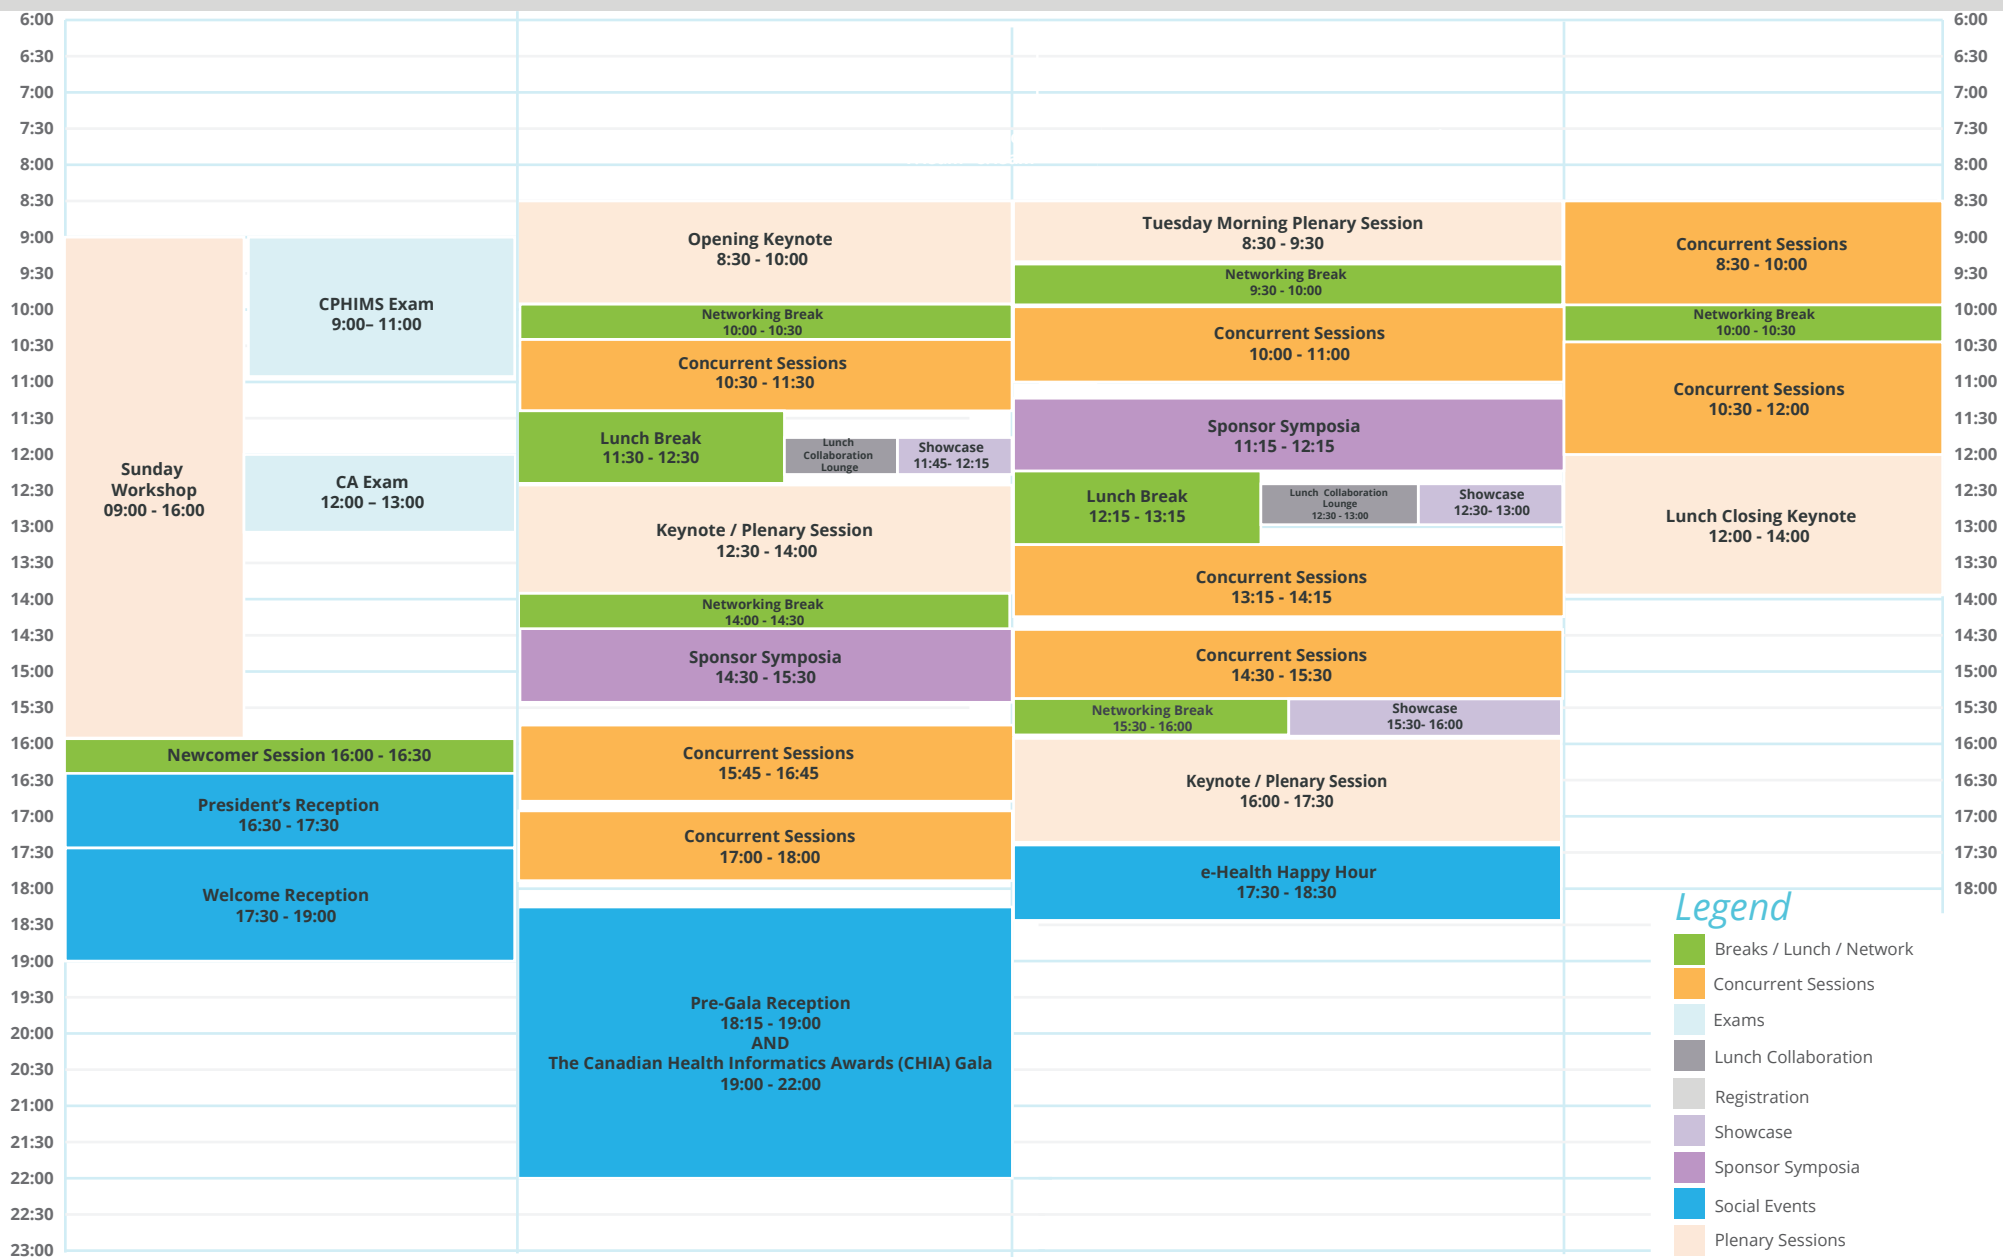 6:00
6:30
7:00
7:30
8:00
8:30
9:00
9:30
10:00
10:30
11:00
11:30
12:00
12:30
13:00
13:30
14:00
14:30
15:00
15:30
16:00
16:30
17:00
17:30
18:00
18:30
19:00
19:30
20:00
20:30
21:00
21:30
22:00
22:30
23:00
Sunday
Workshop
09:00 - 16:00
CPHIMS Exam
9:00– 11:00
CA Exam
12:00 – 13:00
Newcomer Session 16:00 - 16:30
President’s Reception
16:30 - 17:30
Welcome Reception
17:30 - 19:00
Opening Keynote
8:30 - 10:00
Networking Break
10:00 - 10:30
Concurrent Sessions
10:30 - 11:30
Lunch Break
11:30 - 12:30
Lunch
Collaboration
Lounge
Showcase
11:45- 12:15
Keynote / Plenary Session
12:30 - 14:00
Networking Break
14:00 - 14:30
Sponsor Symposia
14:30 - 15:30
Concurrent Sessions
15:45 - 16:45
Concurrent Sessions
17:00 - 18:00
Pre-Gala Reception
18:15 - 19:00
AND
The Canadian Health Informatics Awards (CHIA) Gala
19:00 - 22:00
Tuesday Morning Plenary Session
8:30 - 9:30
Networking Break
9:30 - 10:00
Concurrent Sessions
10:00 - 11:00
Sponsor Symposia
11:15 - 12:15
Lunch Break
12:15 - 13:15
Lunch Collaboration
Lounge
12:30 - 13:00
Showcase
12:30- 13:00
Concurrent Sessions
13:15 - 14:15
Concurrent Sessions
14:30 - 15:30
Networking Break
15:30 - 16:00
Showcase
15:30- 16:00
Keynote / Plenary Session
16:00 - 17:30
e-Health Happy Hour
17:30 - 18:30
Concurrent Sessions
8:30 - 10:00
Networking Break
10:00 - 10:30
Concurrent Sessions
10:30 - 12:00
Lunch Closing Keynote
12:00 - 14:00
6:00
6:30
7:00
7:30
8:00
8:30
9:00
9:30
10:00
10:30
11:00
11:30
12:00
12:30
13:00
13:30
14:00
14:30
15:00
15:30
16:00
16:30
17:00
17:30
18:00
Legend
Breaks / Lunch / Network
Concurrent Sessions
Exams
Lunch Collaboration
Registration
Showcase
Sponsor Symposia
Social Events
Plenary Sessions